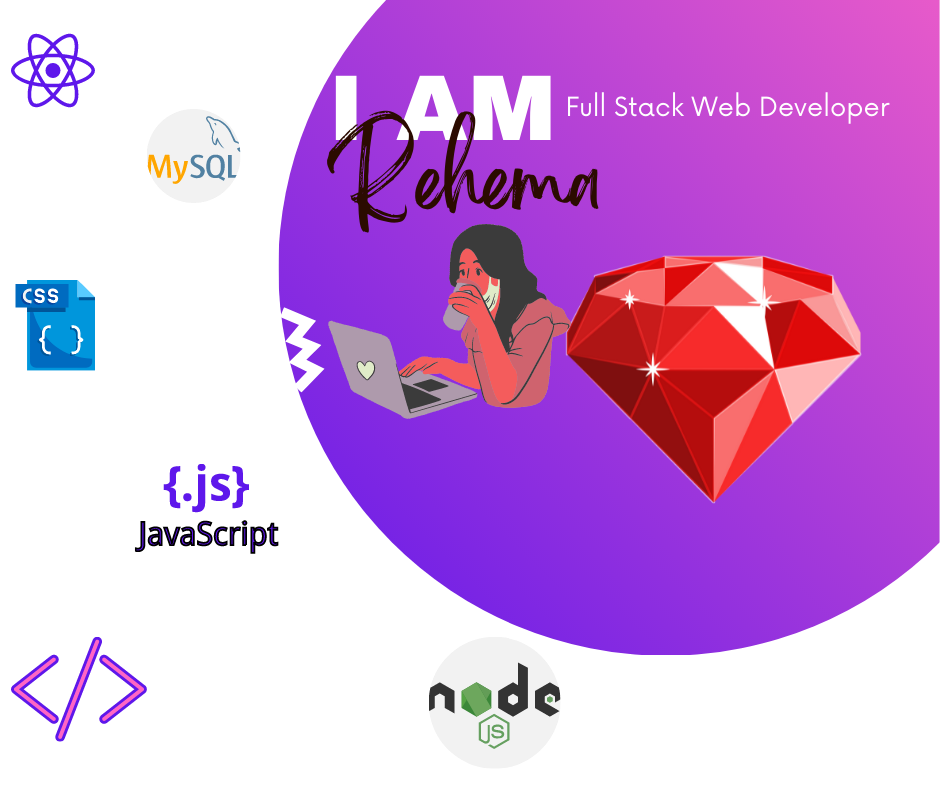 I AM
Full Stack Web Developer
Rehema
MySQL
CSS
{ }
{.js}
JavaScript
</>
node
JS